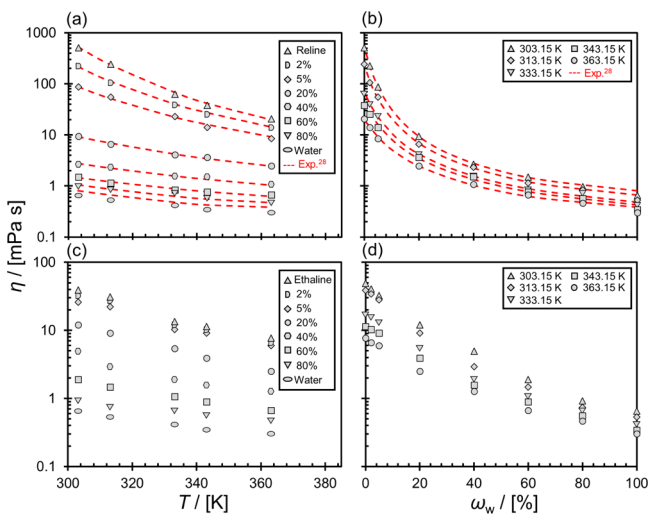 (a)
(b)
1000
100
10
1
0.1
Reline
2%
5%
20%
40%
60%
80%
Water
Exp.28
303.15 K 343.15 K
313.15 K 363.15 K
333.15 K Exp.28
η / [mPa s]
(c)
(d)
100
10
1
0.1
Ethaline
2%
5%
20%
40%
60%
80%
Water
303.15 K 343.15 K
313.15 K 363.15 K
333.15 K
300 320 340 360 380
0 20 40 60 80 100
T / [K]
ωw / [%]